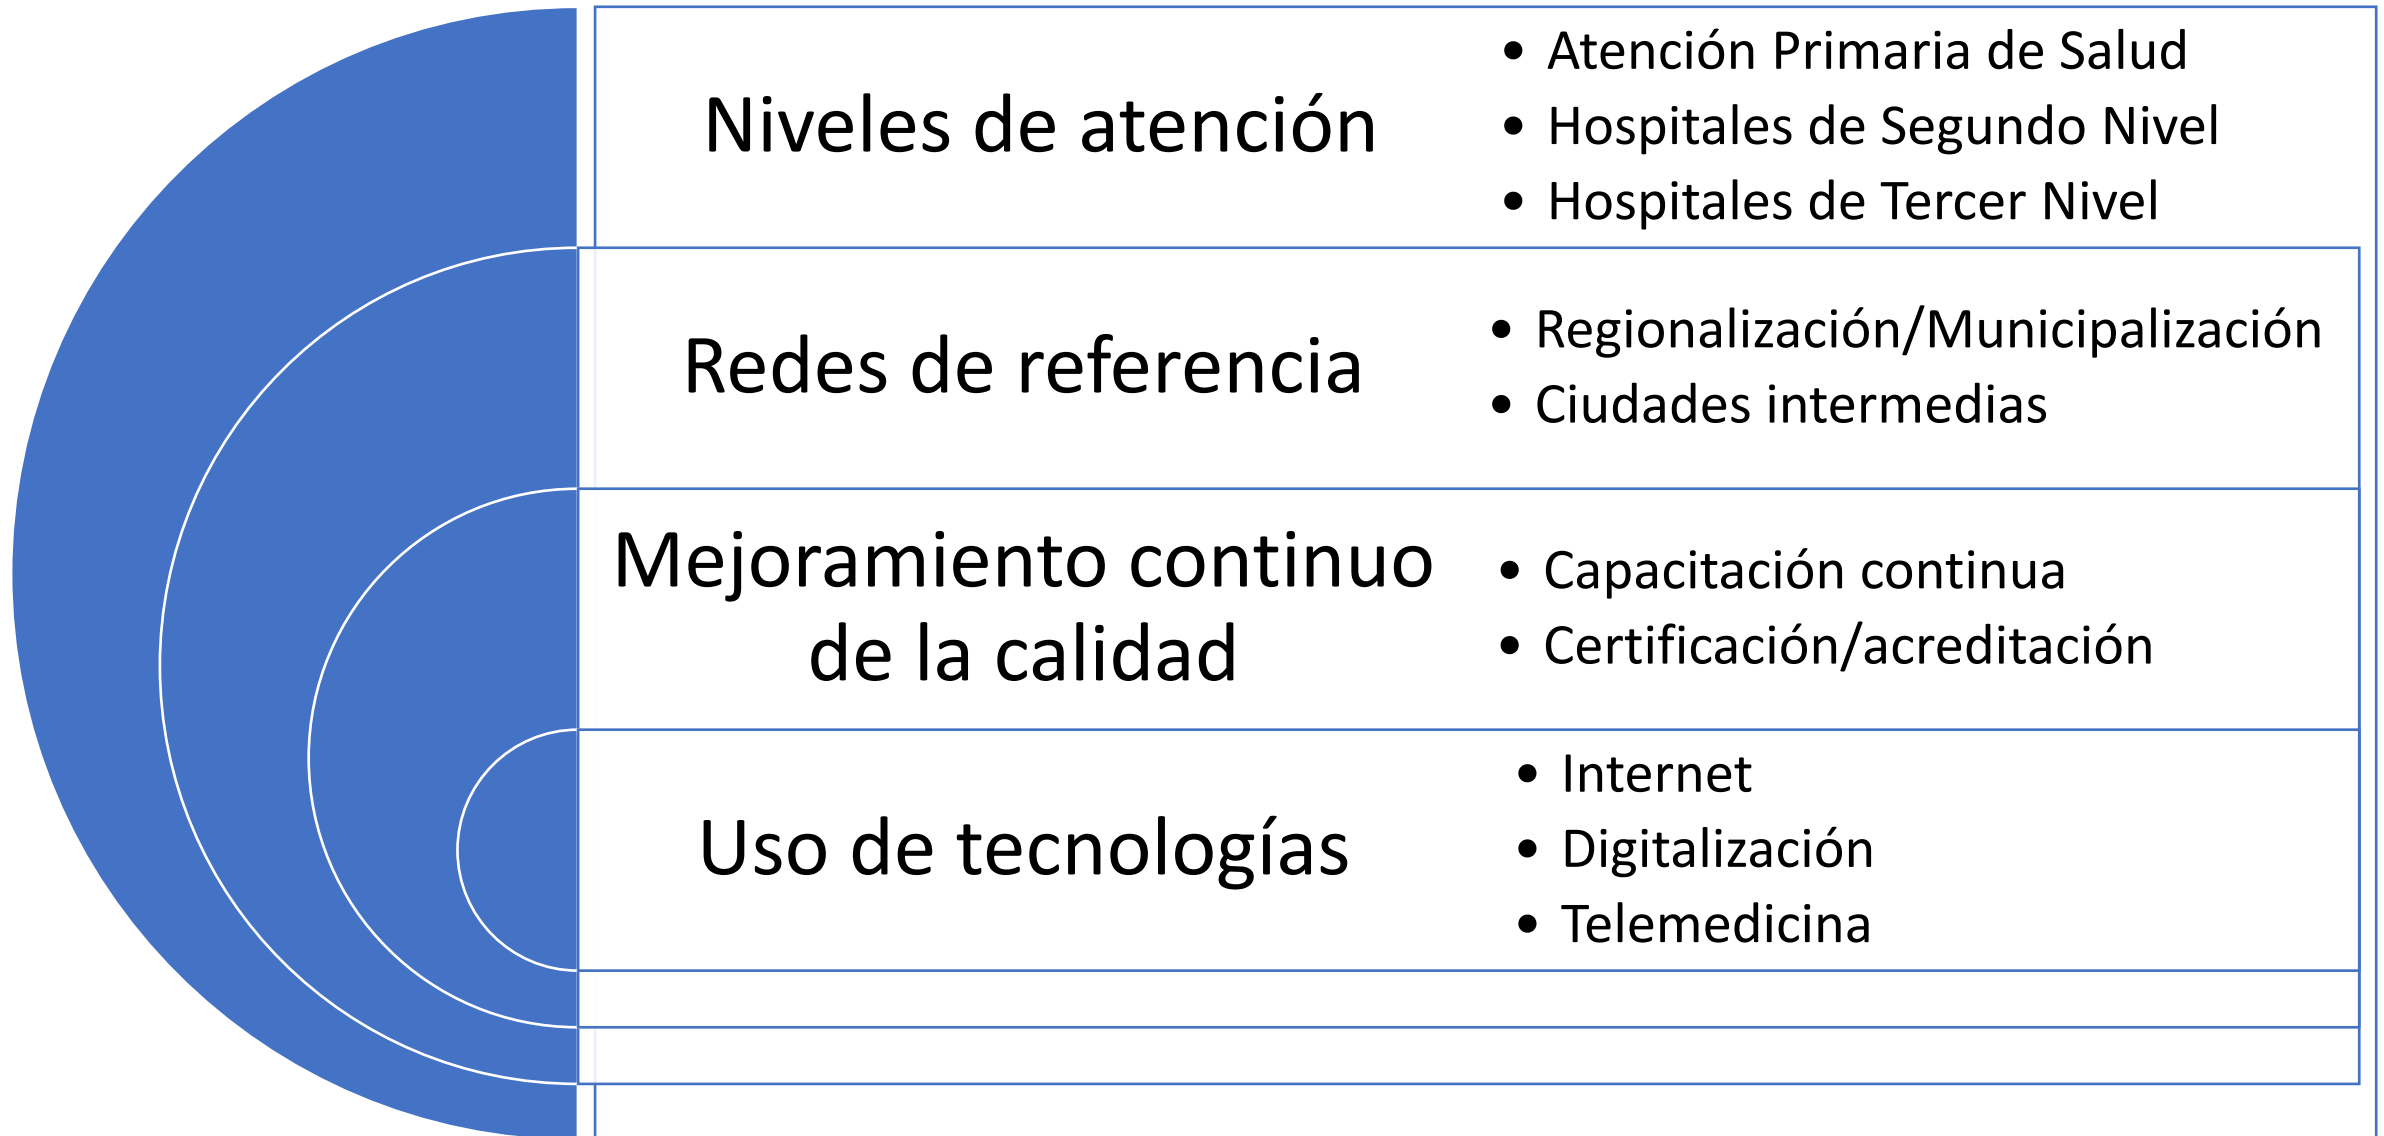 Niveles de atención
• Atención Primaria de Salud
• Hospitales de Segundo Nivel
• Hospitales de Tercer Nivel
Redes de referencia
• Regionalización/Municipalización
• Ciudades intermedias
Mejoramiento continuo
de la calidad
• Capacitación continua
• Certificación/acreditación
Uso de tecnologías
• Internet
• Digitalización
• Telemedicina